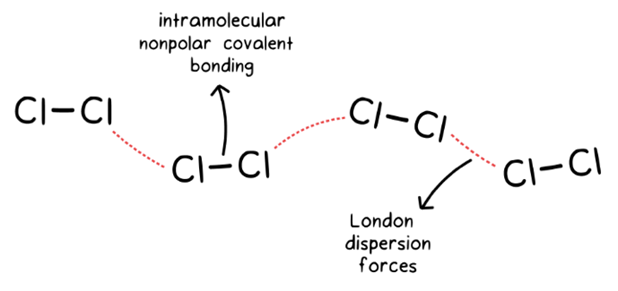 intramolecular
nonpolar covalent
bonding
Cl-Cl
Cl-Cl
Cl-Cl
Cl-Cl
London
dispersion
forces